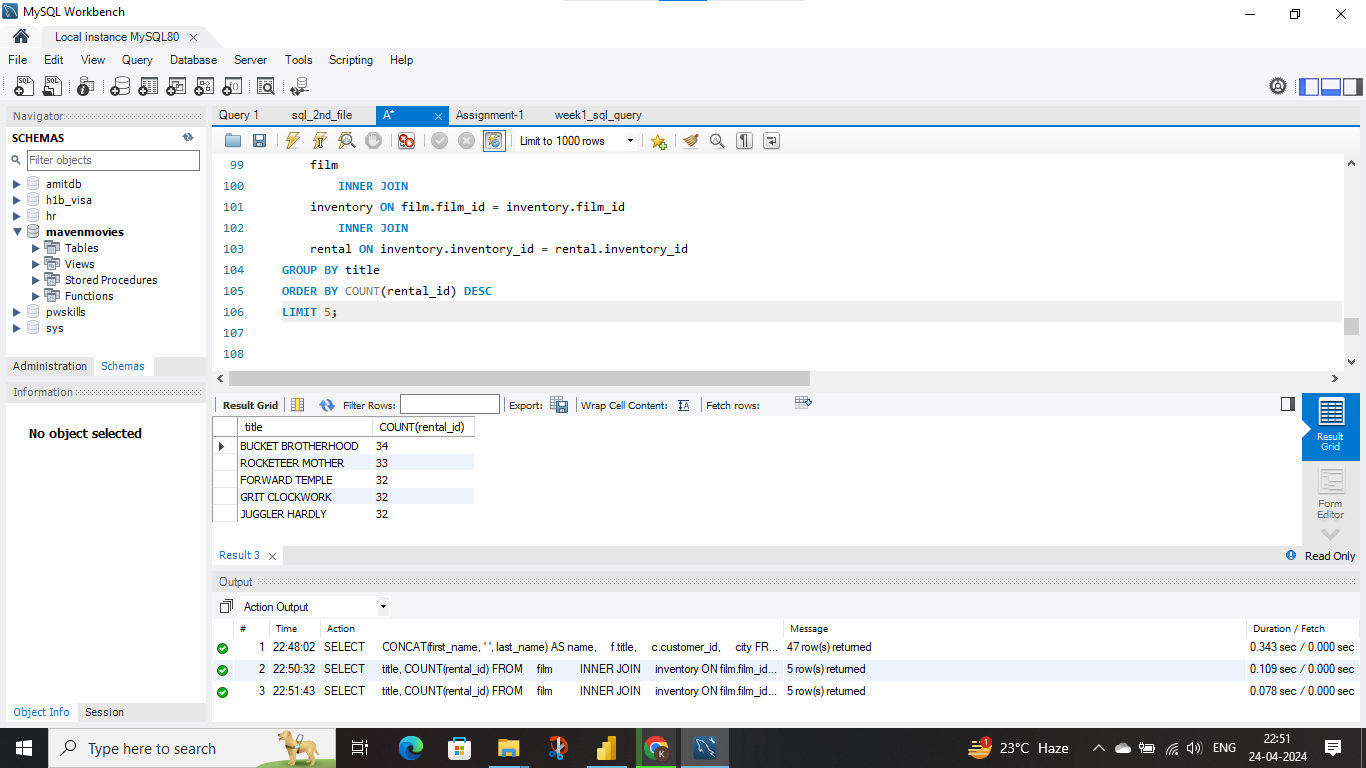 MySQL Workbench
Local instance MySQL80
File Edit View Query Database Server Tools Scripting Help
Navigator
SCHEMAS
Filter objects
amitdb
h1b_visa
hr
mavenmovies
Tables
Views
Stored Procedures
Functions
pwskills
sys
Administration Schemas
Information
No object selected
Object Info Session
Query 1 sql_2nd_file A* Assignment-1 week1_sql_query
Limit to 1000 rows
99 film
100 INNER JOIN
101 inventory ON film.film_id = inventory.film_id
102 INNER JOIN
103 rental ON inventory.inventory_id = rental.inventory_id
104 GROUP BY title
105 ORDER BY COUNT(rental_id) DESC
106 LIMIT 5;
107
108
Result Grid Filter Rows: Export: Wrap Cell Content: Fetch rows:
title COUNT(rental_id)
BUCKET BROTHERHOOD 34
ROCKETEER MOTHER 33
FORWARD TEMPLE 32
GRIT CLOCKWORK 32
JUGGLER HARDLY 32
Result Grid
Form Editor
Result 3 Read Only
Output
Action Output
# Time Action Message Duration / Fetch
1 22:48:02 SELECT CONCAT(first_name, ' ', last_name) AS name, f.title, c.customer_id, city FR... 47 row(s) returned 0.343 sec / 0.000 sec
2 22:50:32 SELECT title, COUNT(rental_id) FROM film INNER JOIN inventory ON film.film_id... 5 row(s) returned 0.109 sec / 0.000 sec
3 22:51:43 SELECT title, COUNT(rental_id) FROM film INNER JOIN inventory ON film.film_id... 5 row(s) returned 0.078 sec / 0.000 sec
Type here to search
1
23°C Haze
ENG
22:51
24-04-2024